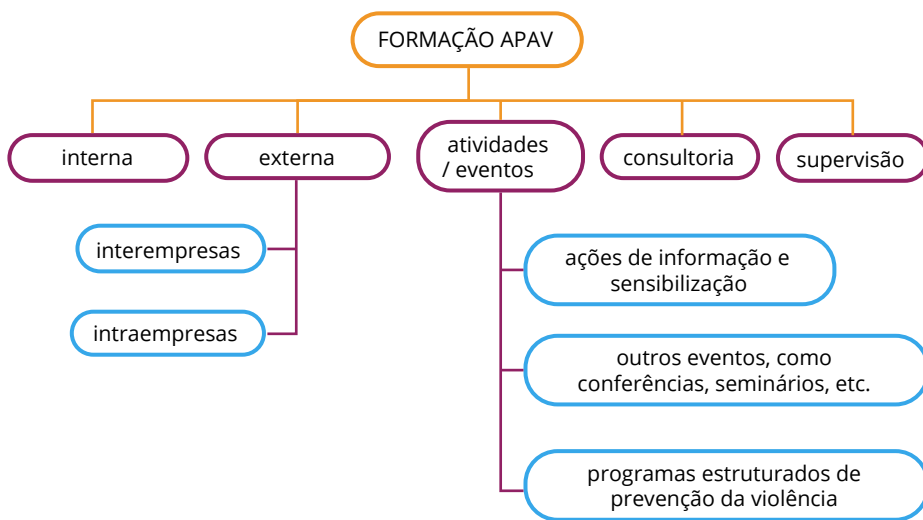 FORMAÇÃO APAV
interna
externa
atividades
/ eventos
consultoria
supervisão
interempresas
intraempresas
ações de informação e
sensibilização
outros eventos, como
conferências, seminários, etc.
programas estruturados de
prevenção da violência